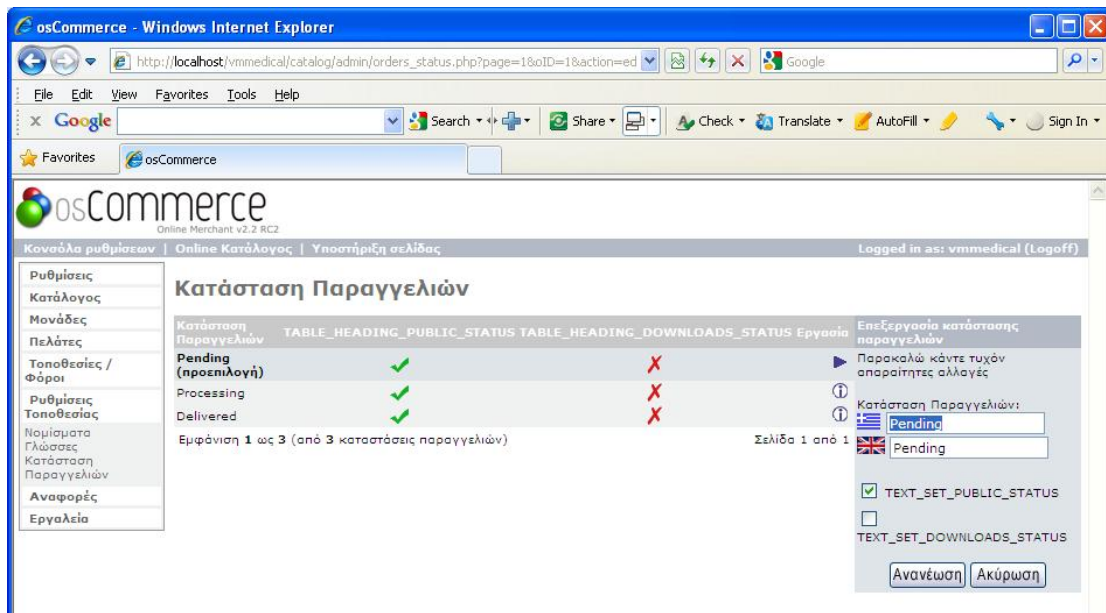 osCommerce - Windows Internet Explorer
http://localhost/vmmedical/catalog/admin/orders_status.php?page=1&oID=1&action=ed
Google
File Edit View Favorites Tools Help
x Google Search Share Check Translate AutoFill Sign In
Favorites osCommerce
osCommerce
Online Merchant v2.2 RC2
Κονσόλα ρυθμίσεων | Online Κατάλογος | Υποστήριξη σελίδας Logged in as: vmmedical (Logoff)
Ρυθμίσεις
Κατάλογος
Μονάδες
Πελάτες
Τοποθεσίες /
Φόροι
Ρυθμίσεις
Τοποθεσίας
Νομίσματα
Γλώσσες
Κατάσταση
Παραγγελιών
Αναφορές
Εργαλεία
Κατάσταση Παραγγελιών
Κατάσταση
Παραγγελιών TABLE_HEADING_PUBLIC_STATUS TABLE_HEADING_DOWNLOADS_STATUS Εργασία
Pending
(προεπιλογή)
Processing
Delivered
Εμφάνιση 1 ως 3 (από 3 καταστάσεις παραγγελιών) Σελίδα 1 από 1
Επεξεργασία κατάστασης
παραγγελιών
Παρακαλώ κάντε τυχόν
απαραίτητες αλλαγές
Κατάσταση Παραγγελιών:
Pending
Pending
TEXT_SET_PUBLIC_STATUS
TEXT_SET_DOWNLOADS_STATUS
Ανανέωση Ακύρωση